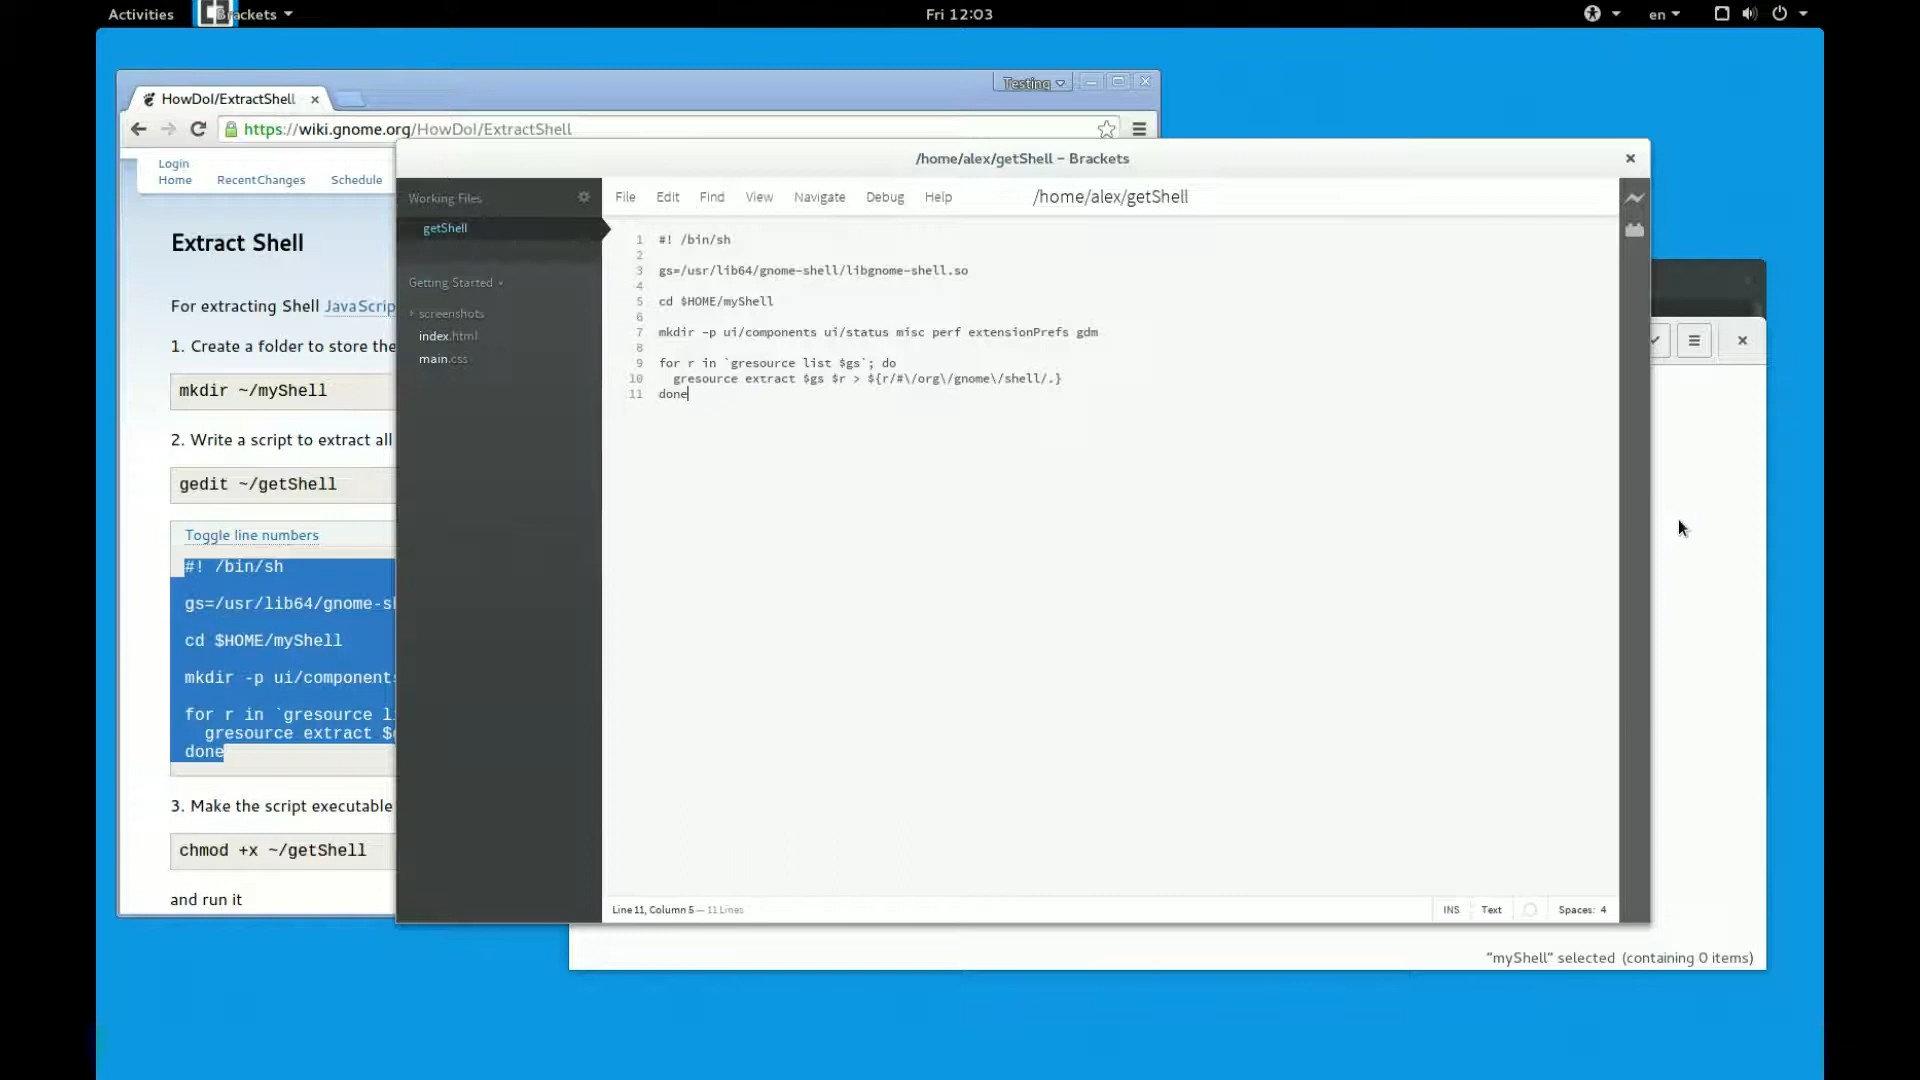 Activities
Brackets
Fri 12:03
en
Testing
HowDoI/ExtractShell
https://wiki.gnome.org/HowDoI/ExtractShell
Login
Home RecentChanges Schedule
Extract Shell
For extracting Shell JavaScrip
1. Create a folder to store the
mkdir ~/myShell
2. Write a script to extract all
gedit ~/getShell
Toggle line numbers
#! /bin/sh
gs=/usr/lib64/gnome-sh
cd $HOME/myShell
mkdir -p ui/components
for r in `gresource li
gresource extract $g
done
3. Make the script executable
chmod +x ~/getShell
and run it
/home/alex/getShell – Brackets
Working Files
getShell
Getting Started
screenshots
index.html
main.css
File Edit Find View Navigate Debug Help
/home/alex/getShell
1 #! /bin/sh
2
3 gs=/usr/lib64/gnome-shell/libgnome-shell.so
4
5 cd $HOME/myShell
6
7 mkdir -p ui/components ui/status misc perf extensionPrefs gdm
8
9 for r in `gresource list $gs`; do
10 gresource extract $gs $r > ${r/#\/org\/gnome\/shell/.}
11 done
Line 11, Column 5 — 11 Lines
INS Text Spaces: 4
"myShell" selected (containing 0 items)